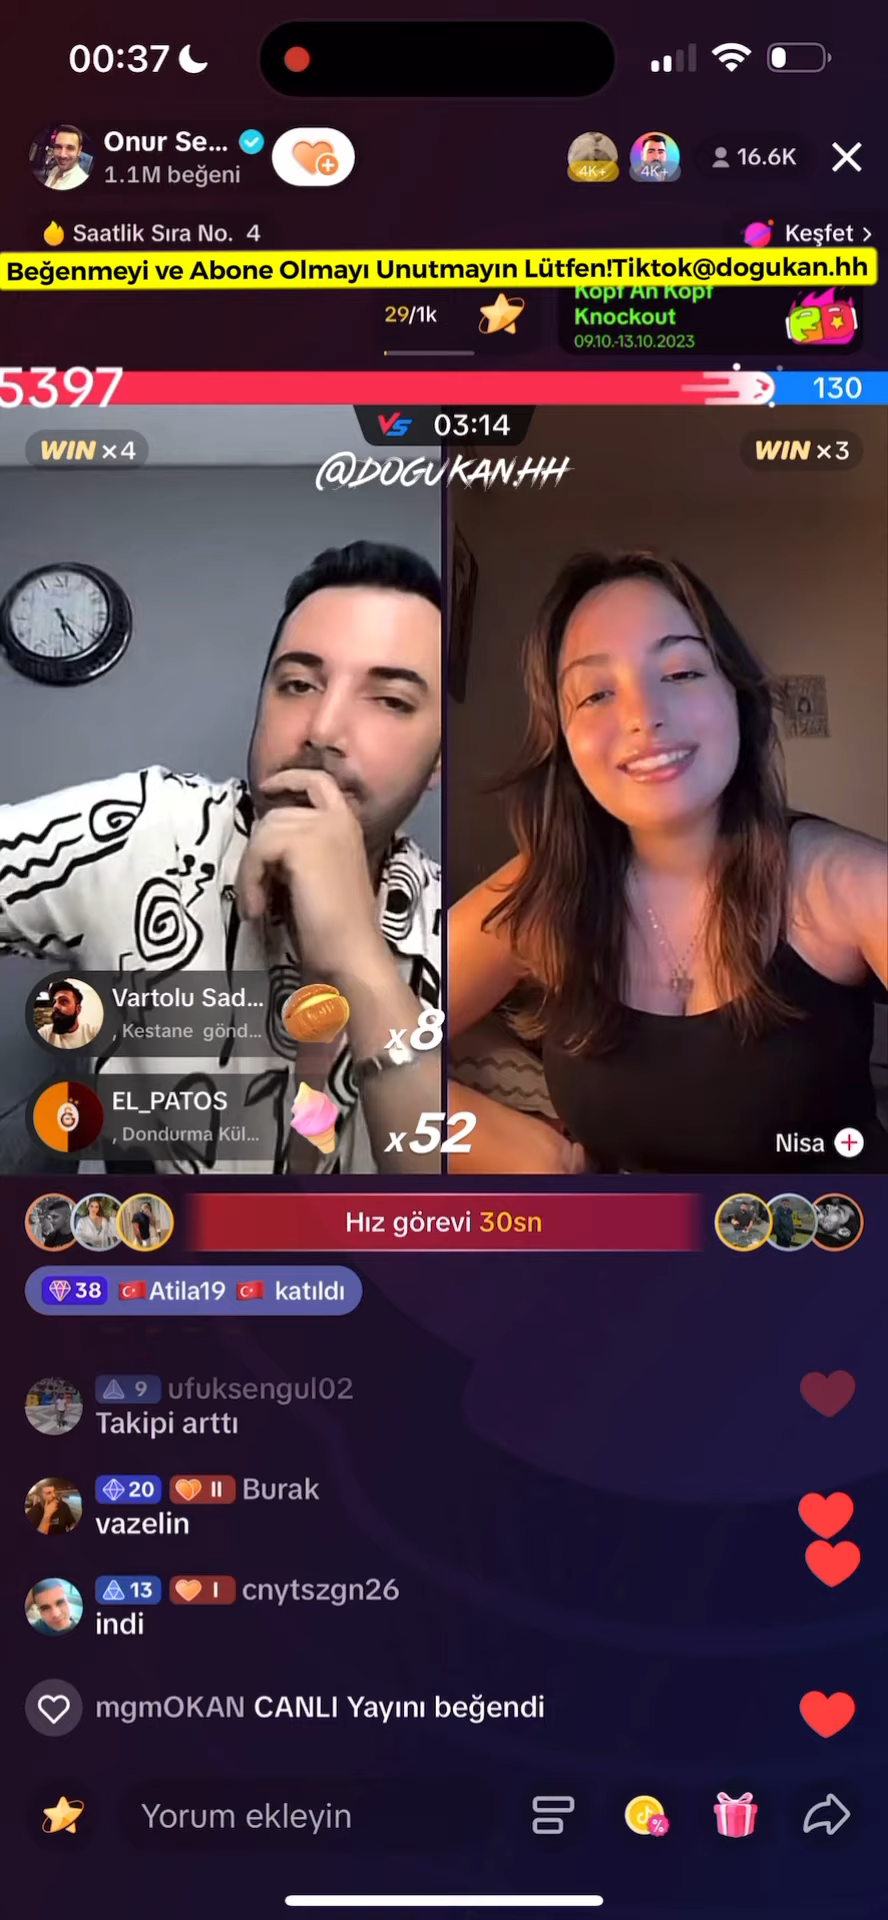 00:37
Onur Se...
1.1M beğeni
4K+
4K+
16.6K
Saatlik Sıra No. 4
Keşfet >
Beğenmeyi ve Abone Olmayı Unutmayın Lütfen!Tiktok@dogukan.hh
29/1k
Kopf An Kopf
Knockout
09.10.-13.10.2023
5397
130
VS 03:14
WIN x4
WIN x3
@DOGUKAN.HH
Vartolu Sad...
, Kestane gönd...
x8
EL_PATOS
, Dondurma Kül...
x52
Nisa
Hız görevi 30sn
38 Atila19 katıldı
9 ufuksengul02
Takipi arttı
20 II Burak
vazelin
13 I cnytszgn26
indi
mgmOKAN CANLI Yayını beğendi
Yorum ekleyin